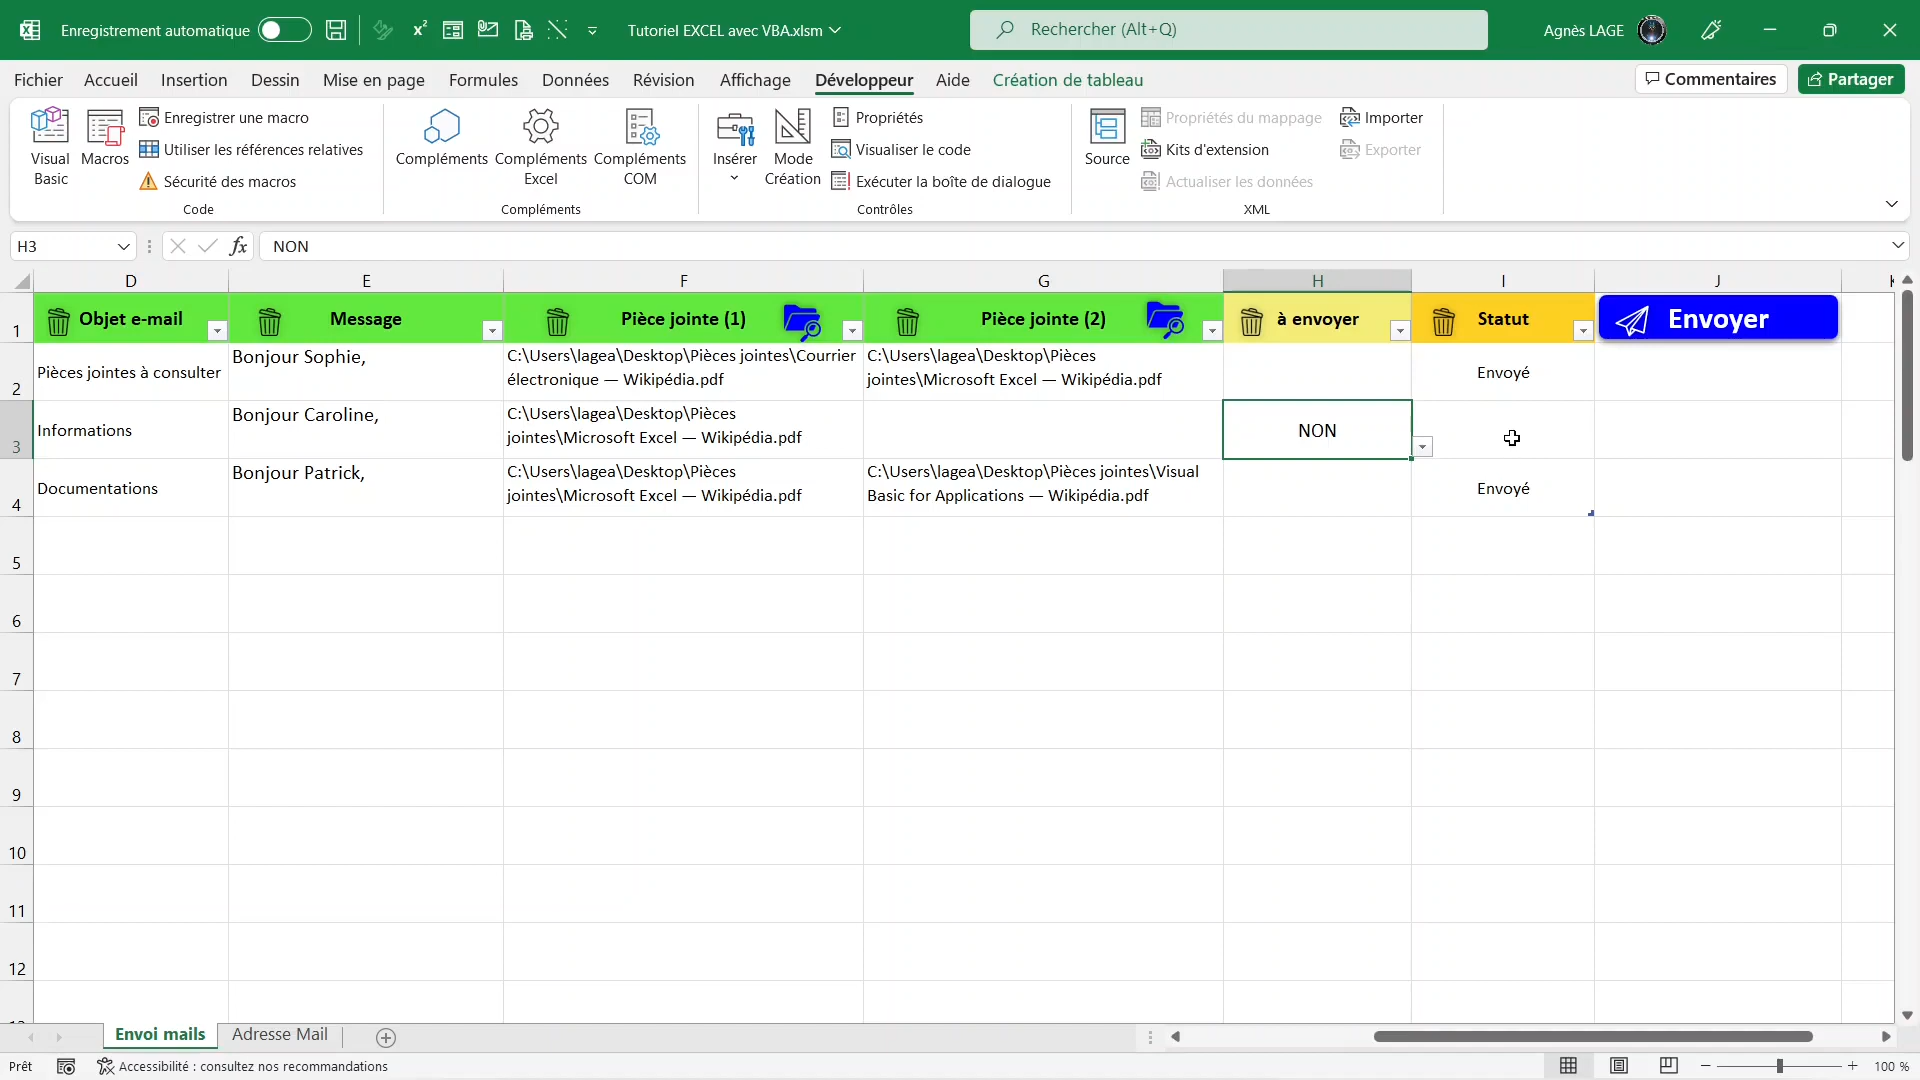 Enregistrement automatique
Tutoriel EXCEL avec VBA.xlsm
Rechercher (Alt+Q)
Agnès LAGE
Fichier Accueil Insertion Dessin Mise en page Formules Données Révision Affichage Développeur Aide Création de tableau
Commentaires Partager
Visual Basic
Macros
Enregistrer une macro
Utiliser les références relatives
Sécurité des macros
Code
Compléments
Compléments Excel
Compléments COM
Compléments
Insérer
Mode Création
Propriétés
Visualiser le code
Exécuter la boîte de dialogue
Contrôles
Source
Propriétés du mappage
Kits d'extension
Actualiser les données
Importer
Exporter
XML
H3 fx NON
D E F G H I J
1 Objet e-mail Message Pièce jointe (1) Pièce jointe (2) à envoyer Statut Envoyer
2
Pièces jointes à consulter
Bonjour Sophie,
C:\Users\lagea\Desktop\Pièces jointes\Courrier
électronique — Wikipédia.pdf
C:\Users\lagea\Desktop\Pièces
jointes\Microsoft Excel — Wikipédia.pdf
Envoyé
3
Informations
Bonjour Caroline,
C:\Users\lagea\Desktop\Pièces
jointes\Microsoft Excel — Wikipédia.pdf
NON
4
Documentations
Bonjour Patrick,
C:\Users\lagea\Desktop\Pièces
jointes\Microsoft Excel — Wikipédia.pdf
C:\Users\lagea\Desktop\Pièces jointes\Visual
Basic for Applications — Wikipédia.pdf
Envoyé
5
6
7
8
9
10
11
12
Envoi mails Adresse Mail
Prêt
Accessibilité : consultez nos recommandations
100 %